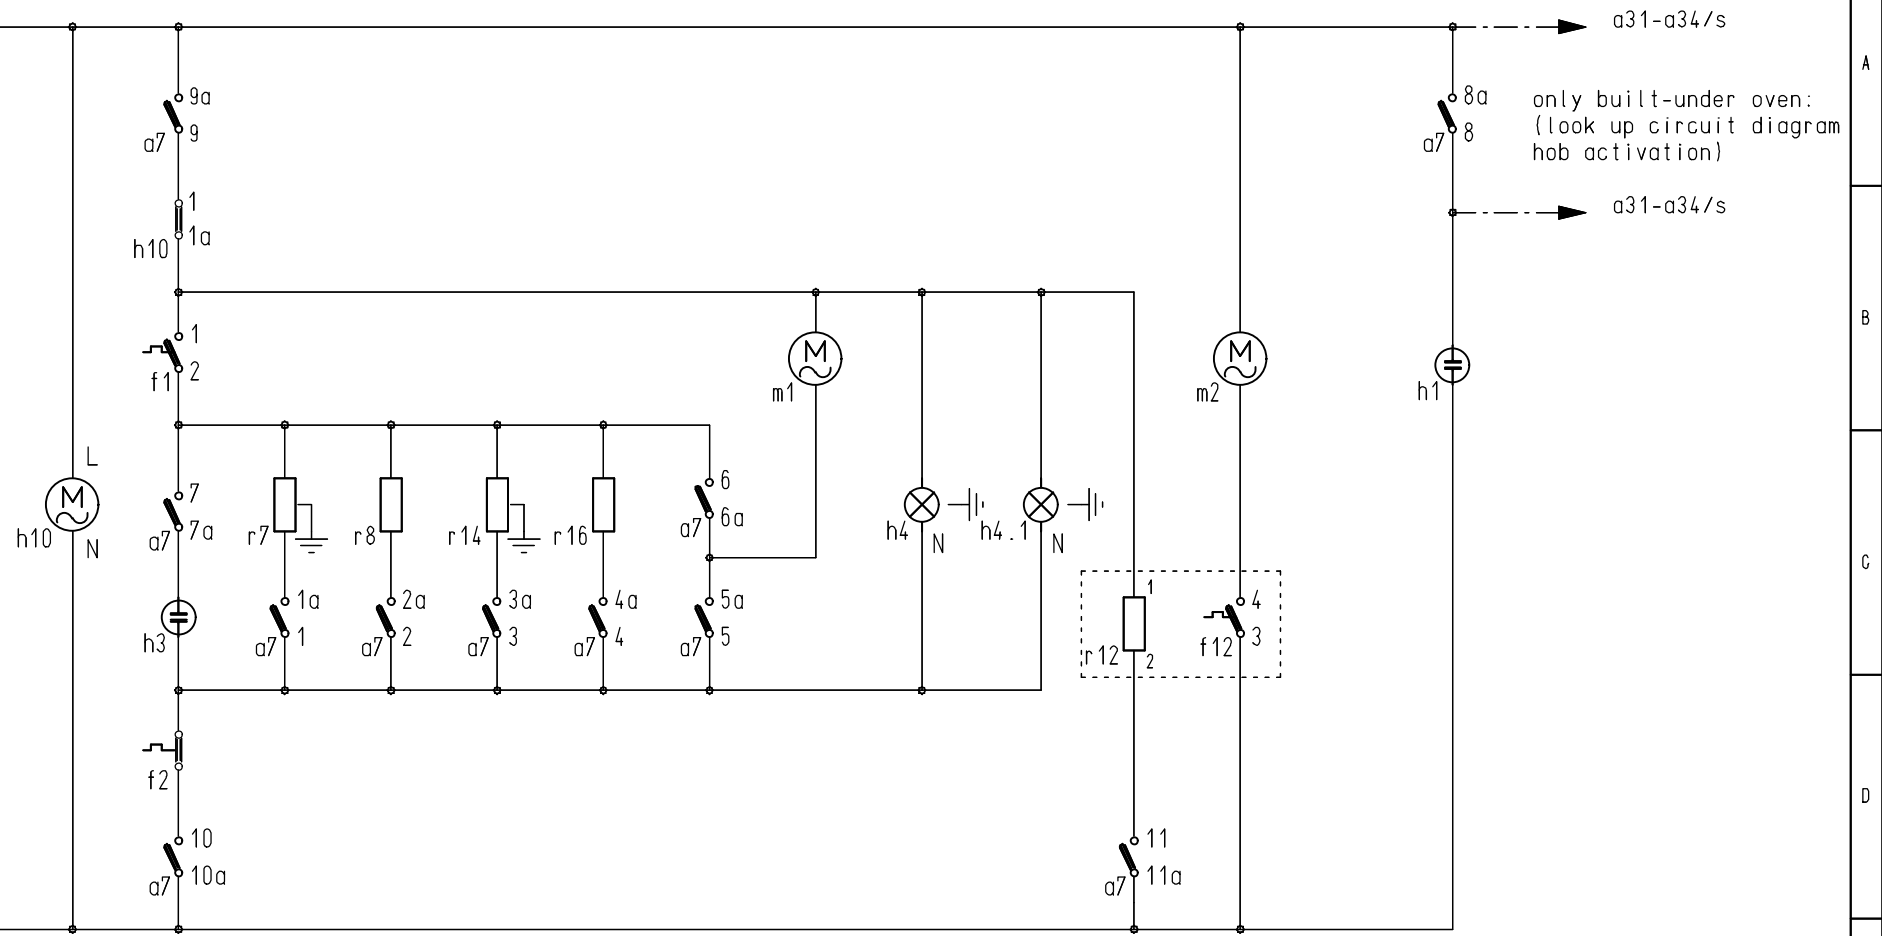 a31-a34/s
A
9a
9
a7
8a
8
a7
only built-under oven:
(look up circuit diagram
hob activation)
1
1a
h10
a31-a34/s
1
2
f1
M
m1
M
m2
h1
B
L
M
h10
N
7
7a
a7
r7
r8
r14
r16
6
6a
a7
h4
N
h4.1
N
C
h3
1a
1
a7
2a
2
a7
3a
3
a7
4a
4
a7
5a
5
a7
1
r12
2
4
3
f12
f2
D
10
10a
a7
11
11a
a7